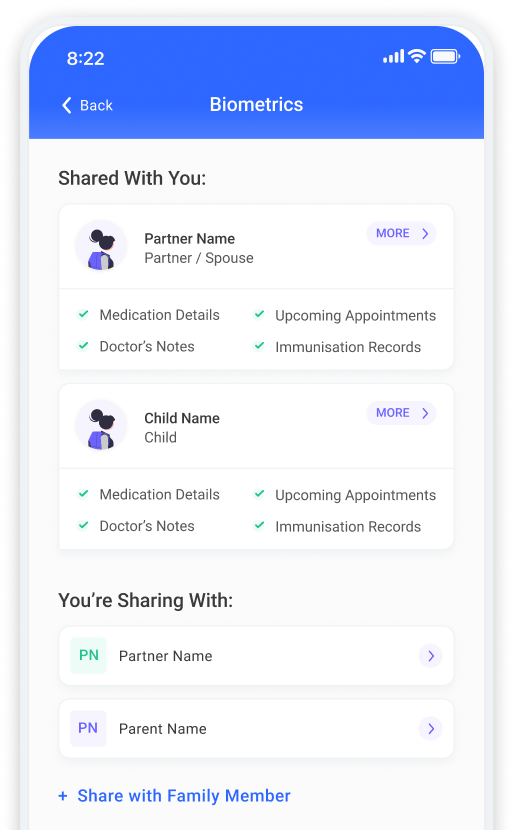 8:22
Back
Biometrics
Shared With You:
Partner Name
MORE
Partner / Spouse
Medication Details
Upcoming Appointments
Doctor’s Notes
Immunisation Records
Child Name
MORE
Child
Medication Details
Upcoming Appointments
Doctor’s Notes
Immunisation Records
You’re Sharing With:
PN
Partner Name
PN
Parent Name
+ Share with Family Member